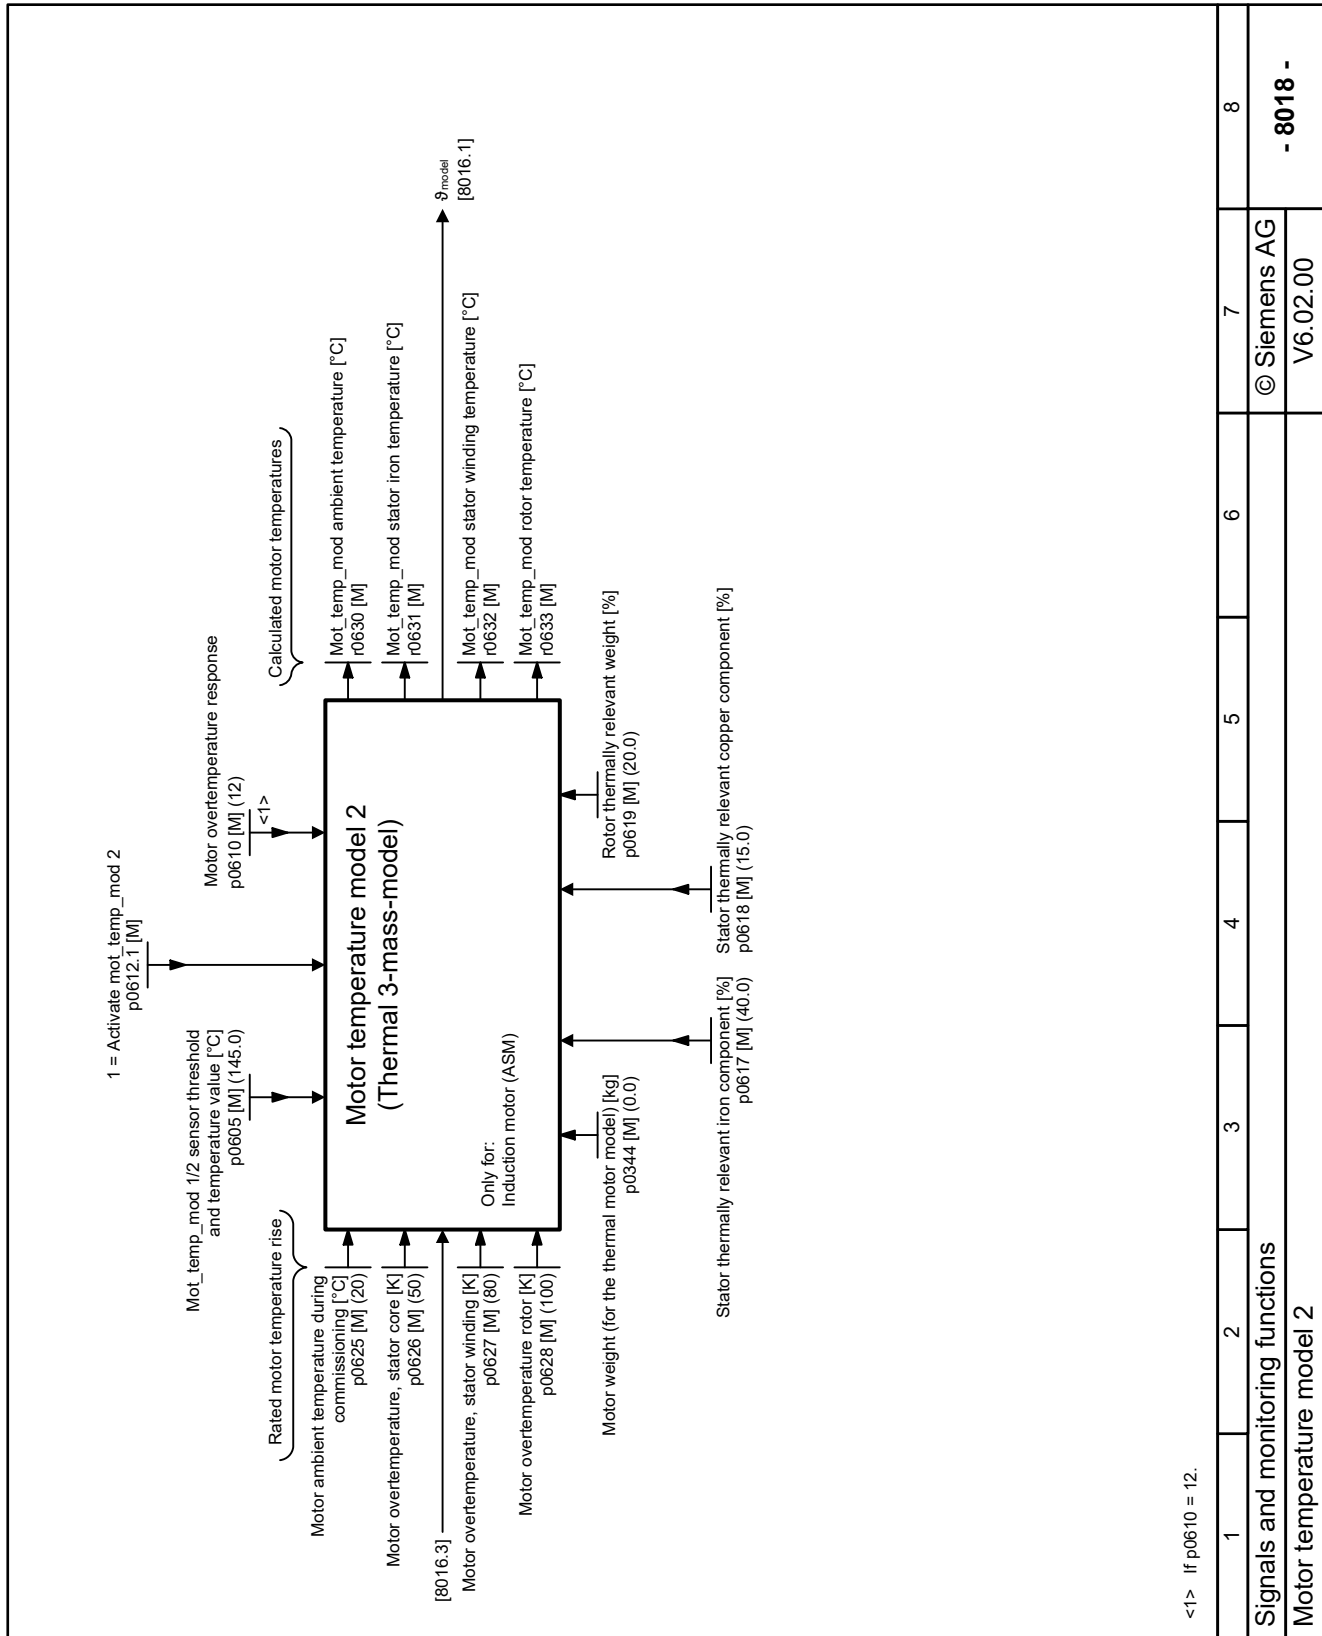 1 = Activate mot_temp_mod 2
p0612.1 [M]
Mot_temp_mod 1/2 sensor threshold
and temperature value [°C]
p0605 [M] (145.0)
Motor overtemperature response
p0610 [M] (12)
<1>
Rated motor temperature rise
Calculated motor temperatures
Motor ambient temperature during
commissioning [°C]
p0625 [M] (20)
Motor overtemperature, stator core [K]
p0626 [M] (50)
[8016.3]
Motor overtemperature, stator winding [K]
p0627 [M] (80)
Motor overtemperature rotor [K]
p0628 [M] (100)
Motor temperature model 2
(Thermal 3-mass-model)
Only for:
Induction motor (ASM)
Mot_temp_mod ambient temperature [°C]
r0630 [M]
Mot_temp_mod stator iron temperature [°C]
r0631 [M]
ϑmodel
[8016.1]
Mot_temp_mod stator winding temperature [°C]
r0632 [M]
Mot_temp_mod rotor temperature [°C]
r0633 [M]
Motor weight (for the thermal motor model) [kg]
p0344 [M] (0.0)
Rotor thermally relevant weight [%]
p0619 [M] (20.0)
Stator thermally relevant iron component [%]
p0617 [M] (40.0)
Stator thermally relevant copper component [%]
p0618 [M] (15.0)
<1> If p0610 = 12.
1 2 3 4 5 6 7 8
Signals and monitoring functions
Motor temperature model 2
© Siemens AG
V6.02.00
- 8018 -